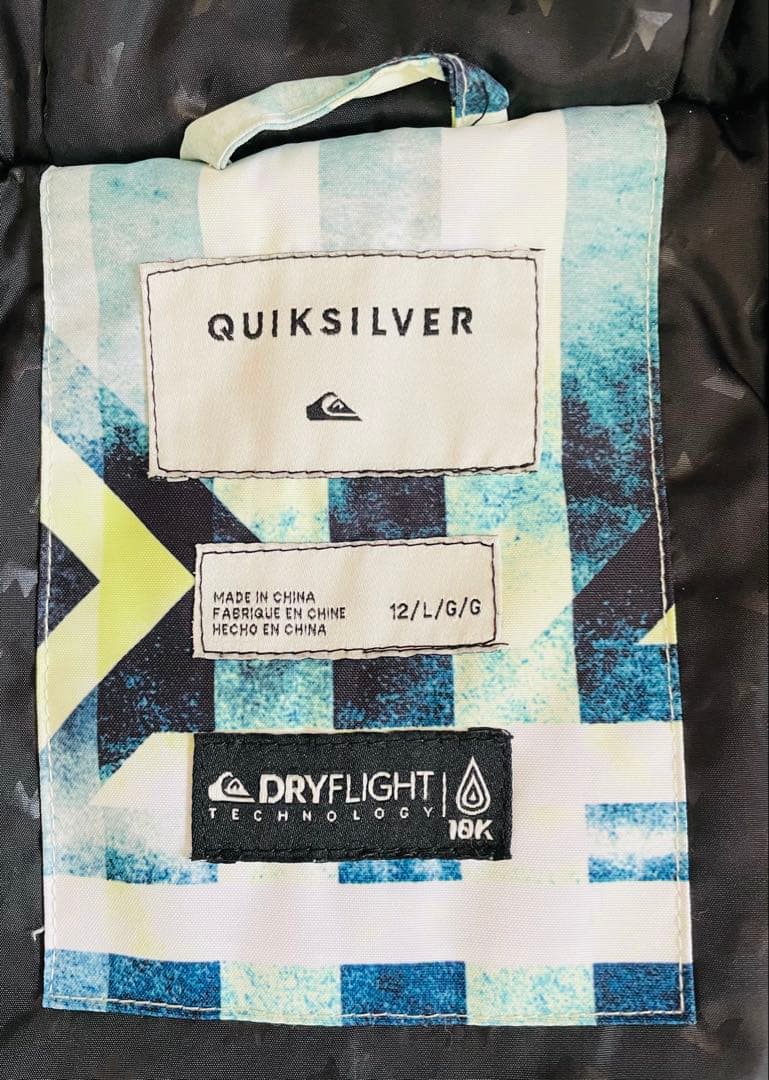 QUIKSILVER
MADE IN CHINA
FABRIQUE EN CHINE
HECHO EN CHINA
12/L/G/G
DRYFLIGHT
TECHNOLOGY
10K